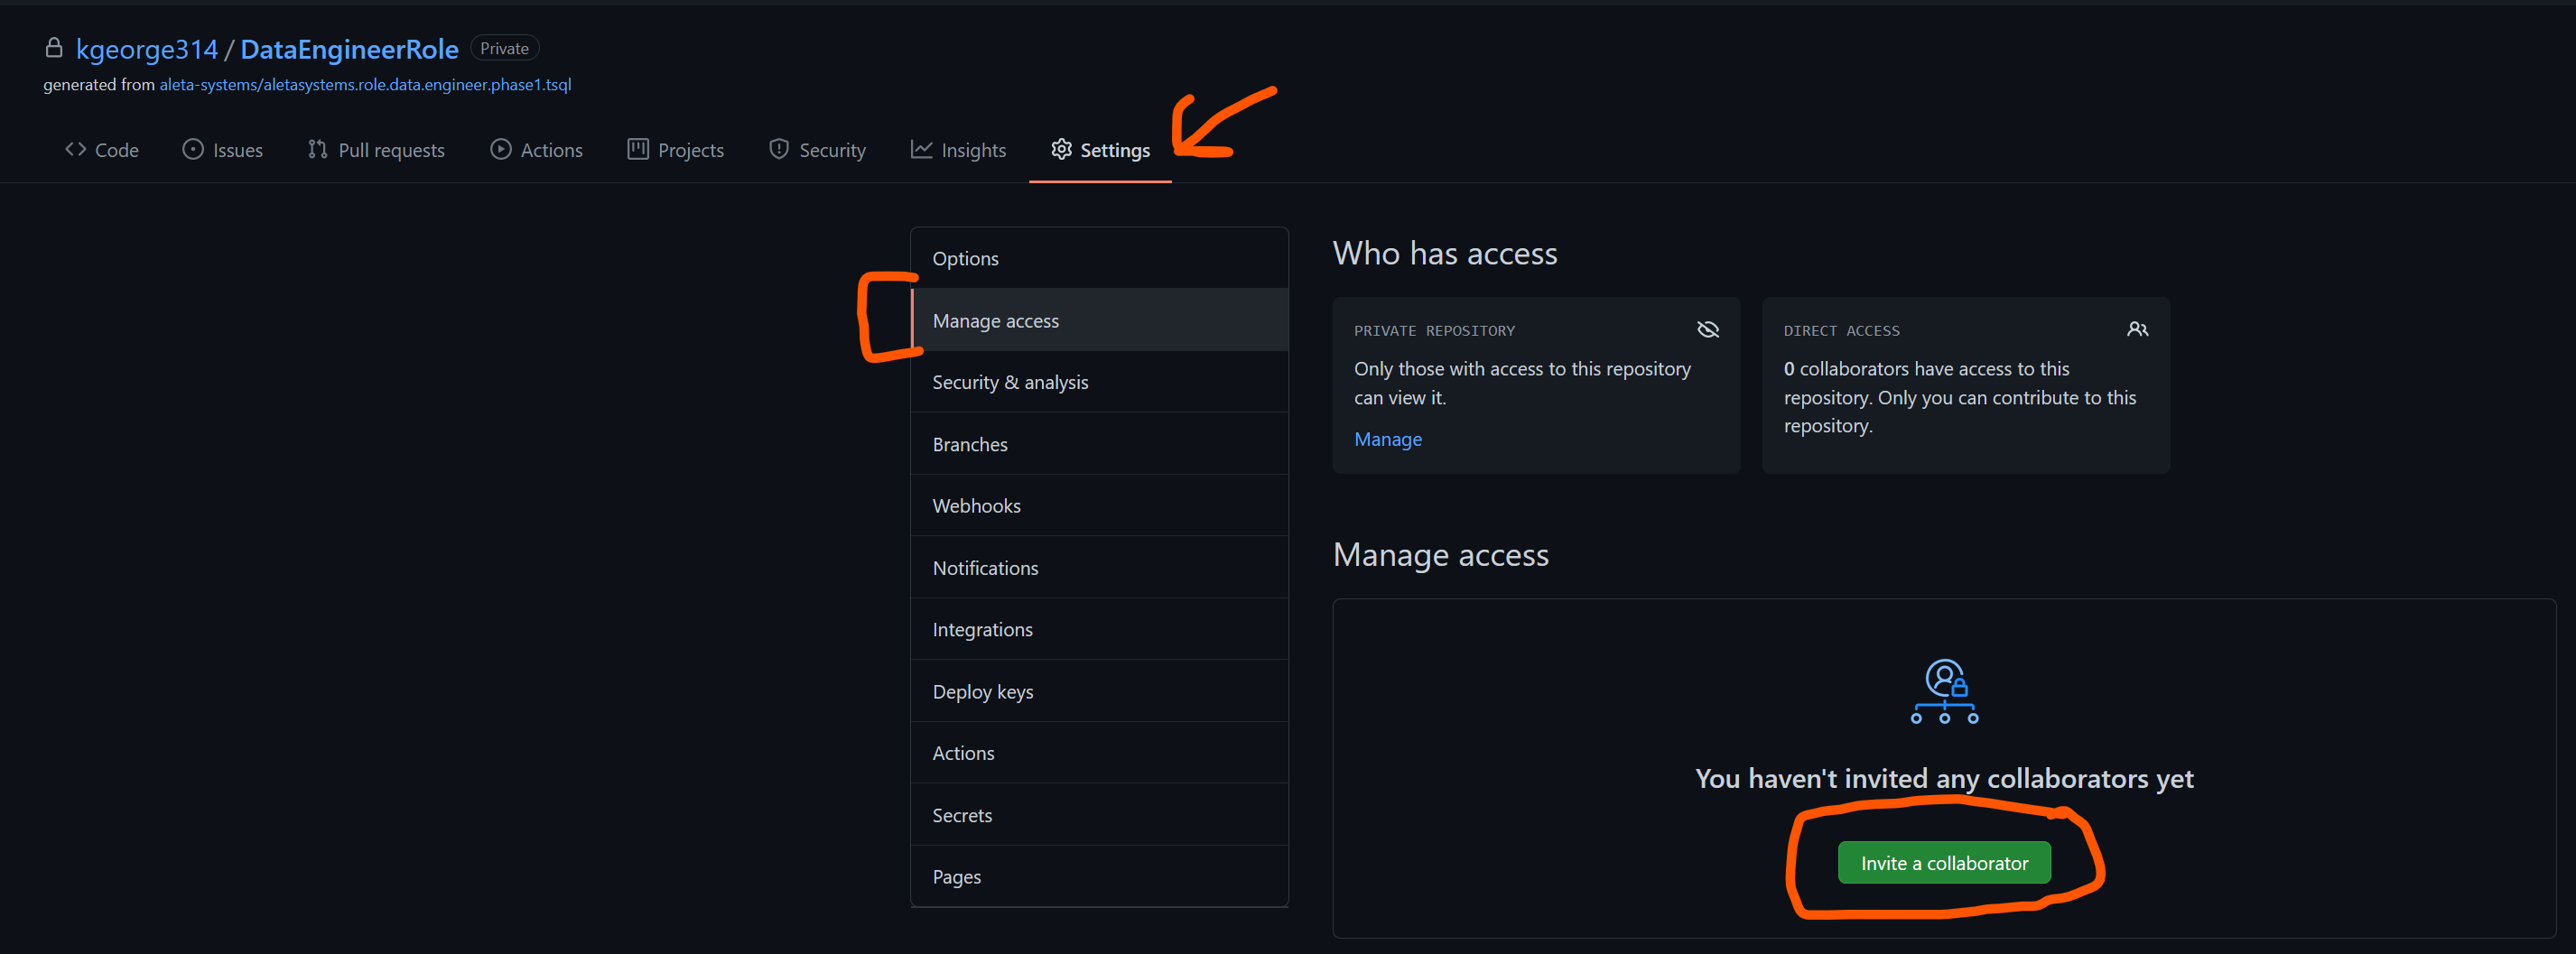 kgeorge314 / DataEngineerRole Private
generated from aleta-systems/aletasystems.role.data.engineer.phase1.tsql
Code Issues Pull requests Actions Projects Security Insights Settings
Options
Manage access
Security & analysis
Branches
Webhooks
Notifications
Integrations
Deploy keys
Actions
Secrets
Pages
Who has access
PRIVATE REPOSITORY
Only those with access to this repository
can view it.
Manage
DIRECT ACCESS
0 collaborators have access to this
repository. Only you can contribute to this
repository.
Manage access
You haven't invited any collaborators yet
Invite a collaborator